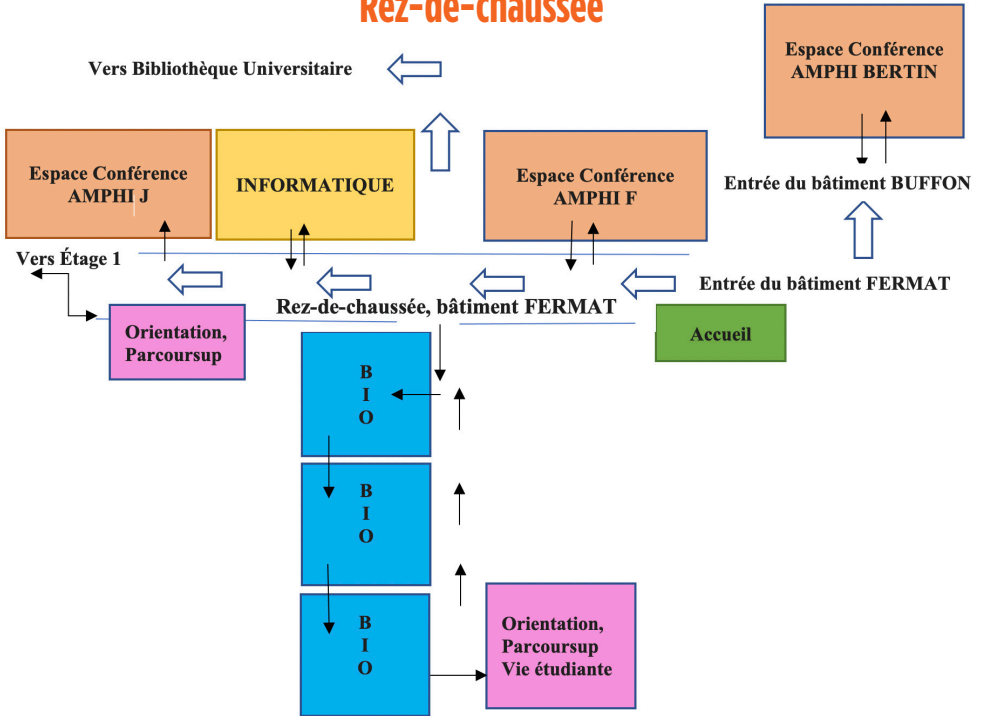 Rez-de-chaussée
Vers Bibliothèque Universitaire
Espace Conférence
AMPHI BERTIN
Espace Conférence
AMPHI J
INFORMATIQUE
Espace Conférence
AMPHI F
Entrée du bâtiment BUFFON
Vers Étage 1
Entrée du bâtiment FERMAT
Rez-de-chaussée, bâtiment FERMAT
Orientation,
Parcoursup
Accueil
B
I
O
B
I
O
B
I
O
Orientation,
Parcoursup
Vie étudiante